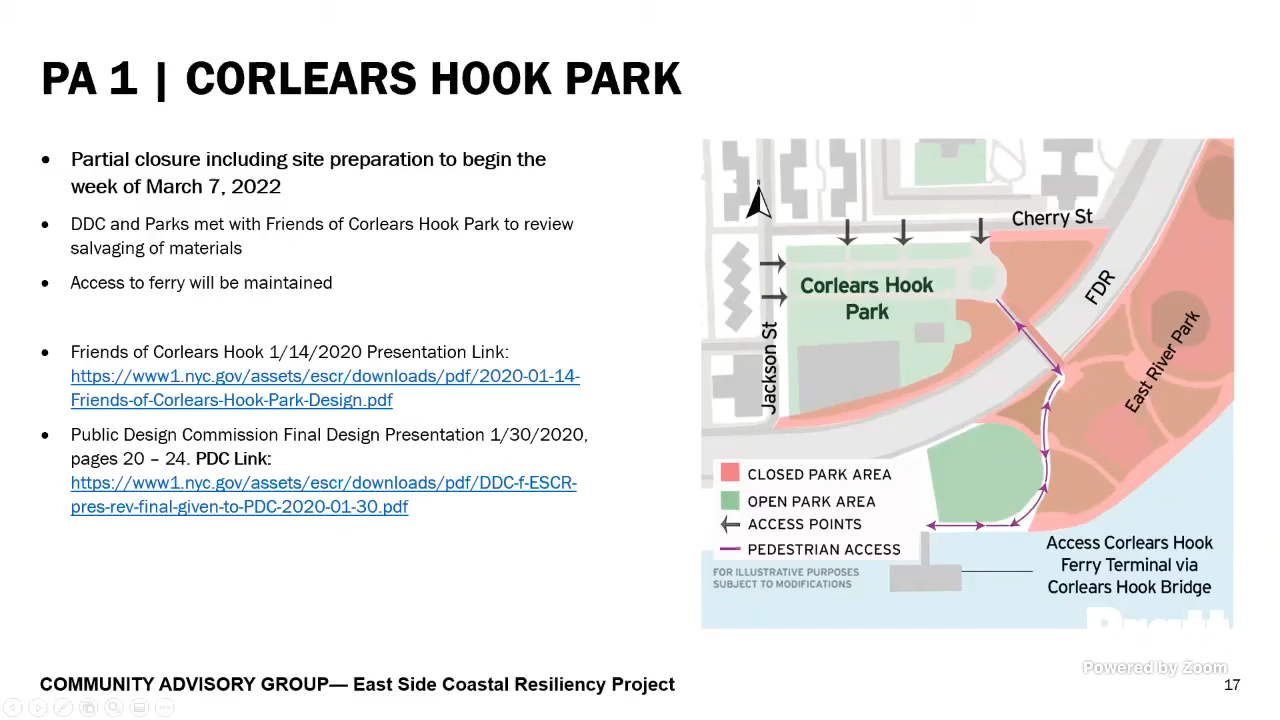 PA 1 | CORLEARS HOOK PARK
• Partial closure including site preparation to begin the
week of March 7, 2022
• DDC and Parks met with Friends of Corlears Hook Park to review
salvaging of materials
• Access to ferry will be maintained
• Friends of Corlears Hook 1/14/2020 Presentation Link:
https://www1.nyc.gov/assets/escr/downloads/pdf/2020-01-14-
Friends-of-Corlears-Hook-Park-Design.pdf
• Public Design Commission Final Design Presentation 1/30/2020,
pages 20 – 24. PDC Link:
https://www1.nyc.gov/assets/escr/downloads/pdf/DDC-f-ESCR-
pres-rev-final-given-to-PDC-2020-01-30.pdf
Cherry St
Corlears Hook
Park
FDR
Jackson St
East River Park
CLOSED PARK AREA
OPEN PARK AREA
ACCESS POINTS
PEDESTRIAN ACCESS
FOR ILLUSTRATIVE PURPOSES
SUBJECT TO MODIFICATIONS
Access Corlears Hook
Ferry Terminal via
Corlears Hook Bridge
Pratt
Powered by Zoom
COMMUNITY ADVISORY GROUP— East Side Coastal Resiliency Project
17